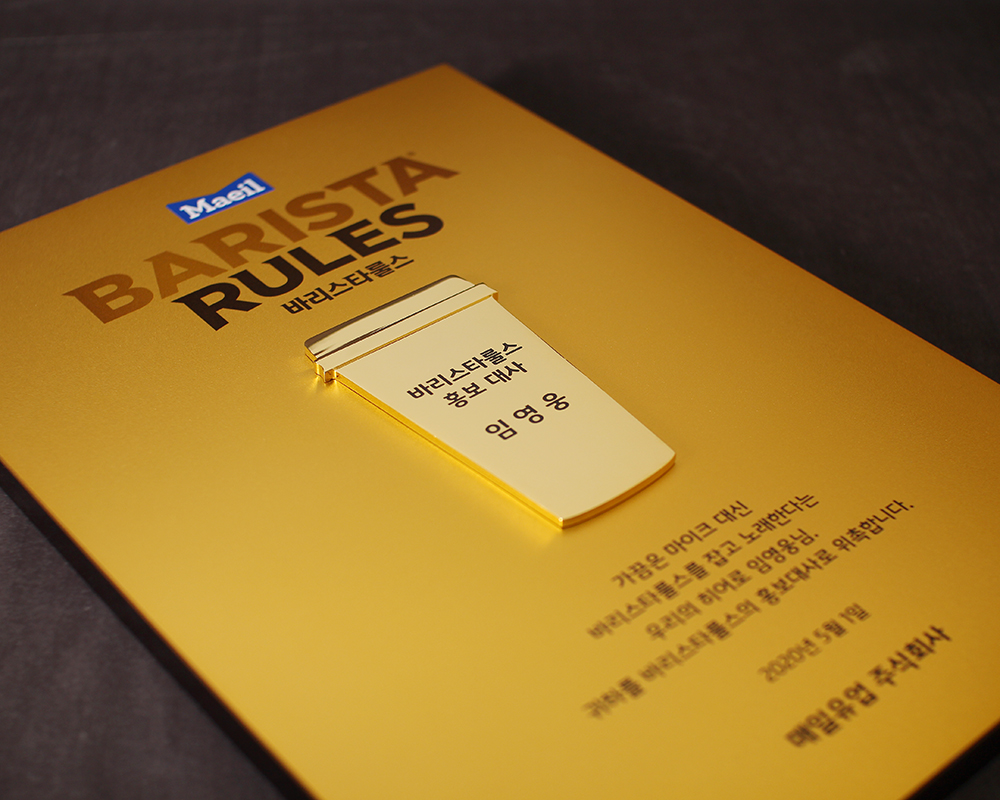 Maeil
BARISTA
RULES
바리스타룰스
바리스타룰스
홍보 대사
임영웅
가끔은 마이크 대신
바리스타룰스를 잡고 노래한다는
우리의 히어로 임영웅님.
귀하를 바리스타룰스의 홍보대사로 위촉합니다.
2020년 5월 1일
매일유업 주식회사